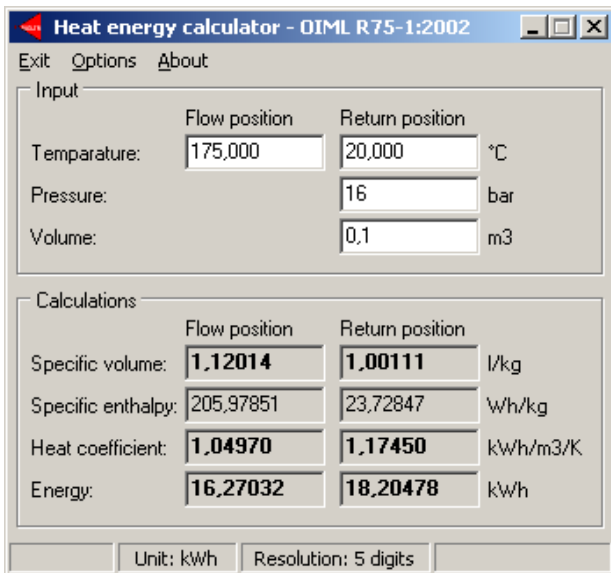 Heat energy calculator - OIML R75-1:2002
Exit Options About
Input
Flow position Return position
Temparature: 175,000 20,000 °C
Pressure: 16 bar
Volume: 0,1 m3
Calculations
Flow position Return position
Specific volume: 1,12014 1,00111 l/kg
Specific enthalpy: 205,97851 23,72847 Wh/kg
Heat coefficient: 1,04970 1,17450 kWh/m3/K
Energy: 16,27032 18,20478 kWh
Unit: kWh Resolution: 5 digits